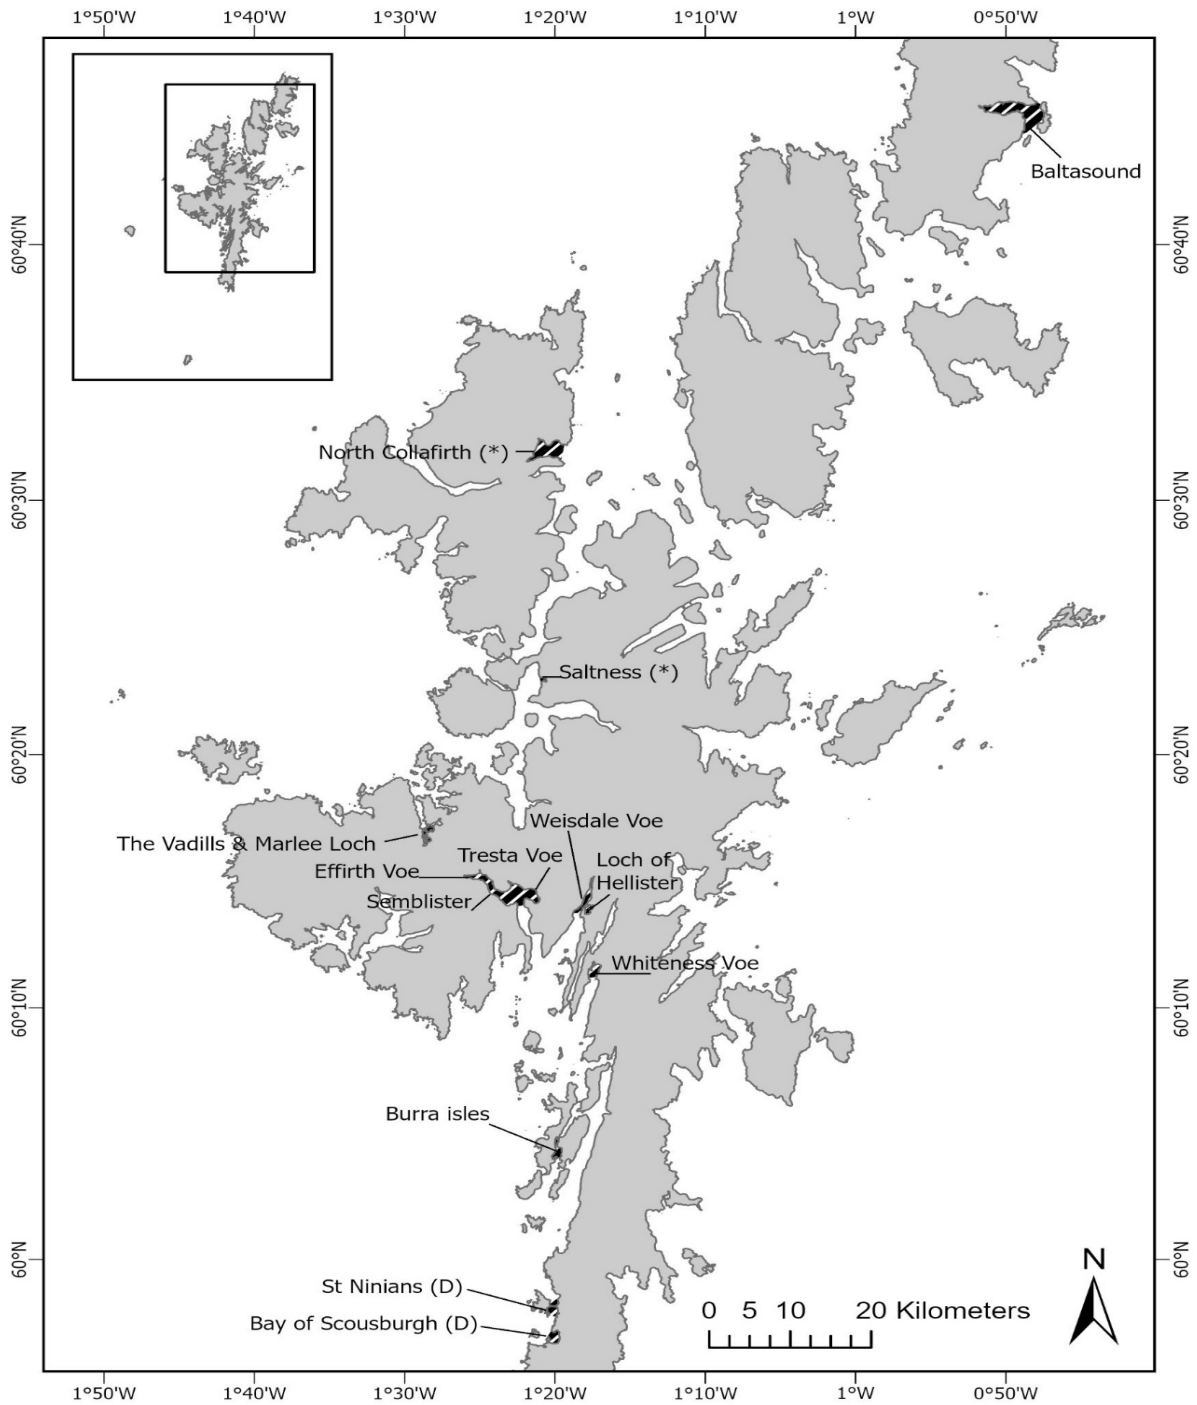 1°50'W 1°40'W 1°30'W 1°20'W 1°10'W 1°W 0°50'W
Baltasound
60°40'N 60°40'N
North Collafirth (*)
60°30'N 60°30'N
Saltness (*)
60°20'N 60°20'N
Weisdale Voe
The Vadills & Marlee Loch
Tresta Voe
Loch of
Hellister
Effirth Voe
Semblister
Whiteness Voe
60°10'N 60°10'N
Burra isles
60°N 60°N
St Ninians (D)
Bay of Scousburgh (D)
N
0 5 10 20 Kilometers
1°50'W 1°40'W 1°30'W 1°20'W 1°10'W 1°W 0°50'W